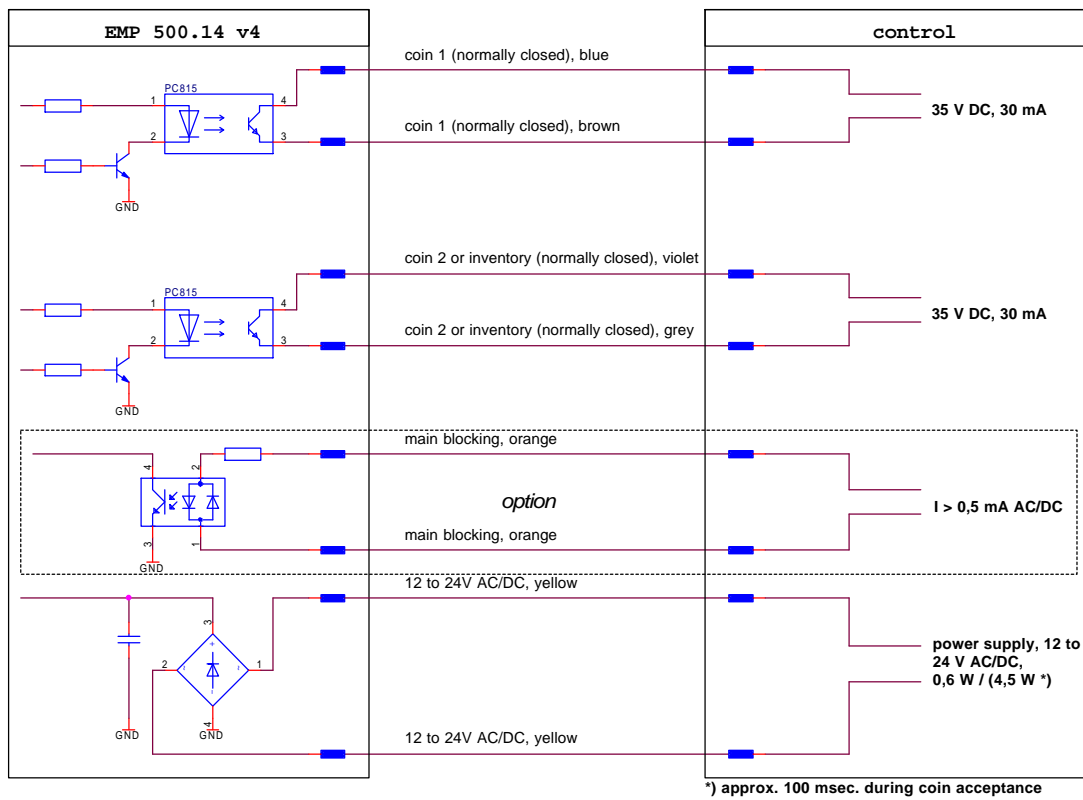 EMP 500.14 v4
control
coin 1 (normally closed), blue
PC815
1
4
35 V DC, 30 mA
coin 1 (normally closed), brown
2
3
GND
coin 2 or inventory (normally closed), violet
PC815
1
4
35 V DC, 30 mA
coin 2 or inventory (normally closed), grey
2
3
GND
main blocking, orange
4
2
option
I > 0,5 mA AC/DC
main blocking, orange
3
1
GND
12 to 24V AC/DC, yellow
3
+
2
~
~
1
power supply, 12 to
24 V AC/DC,
0,6 W / (4,5 W *)
-
4
GND
GND
12 to 24V AC/DC, yellow
*) approx. 100 msec. during coin acceptance